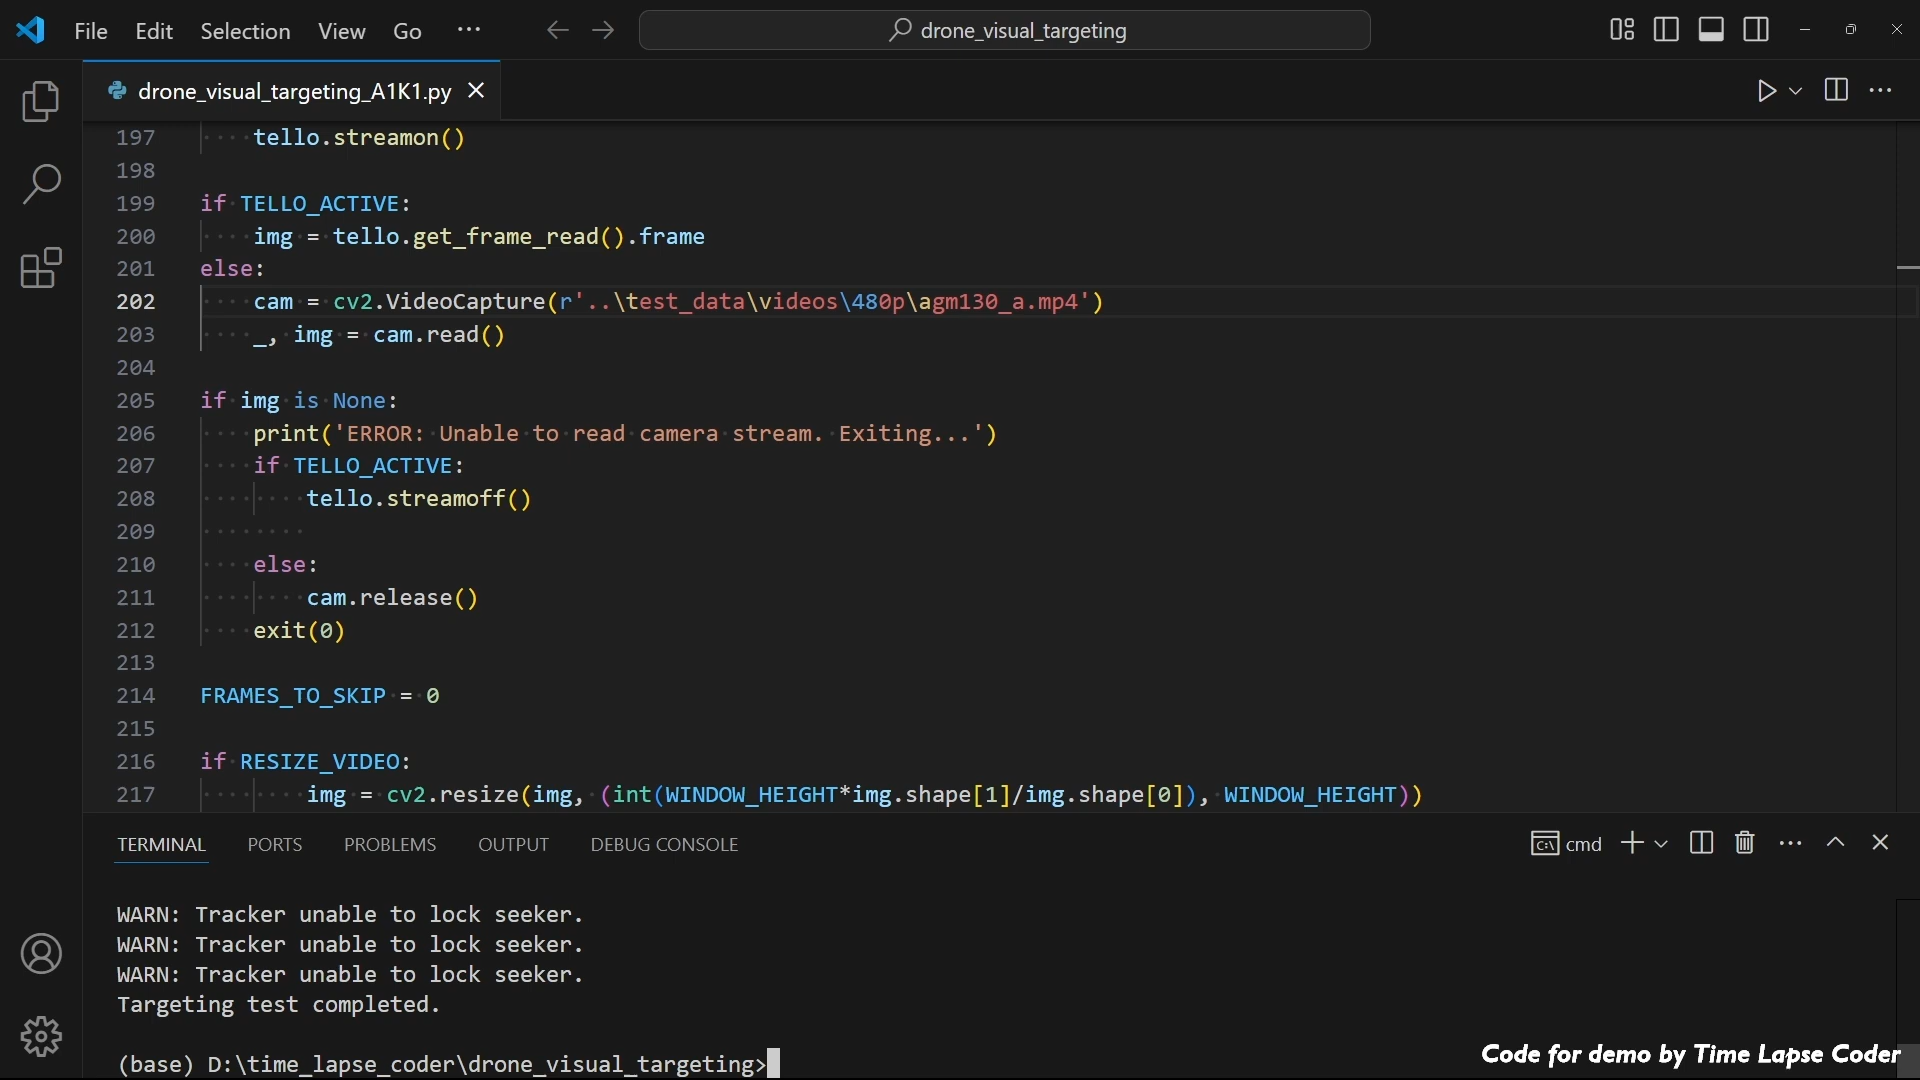 File Edit Selection View Go ··· drone_visual_targeting
drone_visual_targeting_A1K1.py
197 tello.streamon()
198
199 if TELLO_ACTIVE:
200 img = tello.get_frame_read().frame
201 else:
202 cam = cv2.VideoCapture(r'..\test_data\videos\480p\agm130_a.mp4')
203 _, img = cam.read()
204
205 if img is None:
206 print('ERROR: Unable to read camera stream. Exiting...')
207 if TELLO_ACTIVE:
208 tello.streamoff()
209
210 else:
211 cam.release()
212 exit(0)
213
214 FRAMES_TO_SKIP = 0
215
216 if RESIZE_VIDEO:
217 img = cv2.resize(img, (int(WINDOW_HEIGHT*img.shape[1]/img.shape[0]), WINDOW_HEIGHT))
TERMINAL PORTS PROBLEMS OUTPUT DEBUG CONSOLE cmd
WARN: Tracker unable to lock seeker.
WARN: Tracker unable to lock seeker.
WARN: Tracker unable to lock seeker.
Targeting test completed.
(base) D:\time_lapse_coder\drone_visual_targeting>
Code for demo by Time Lapse Coder